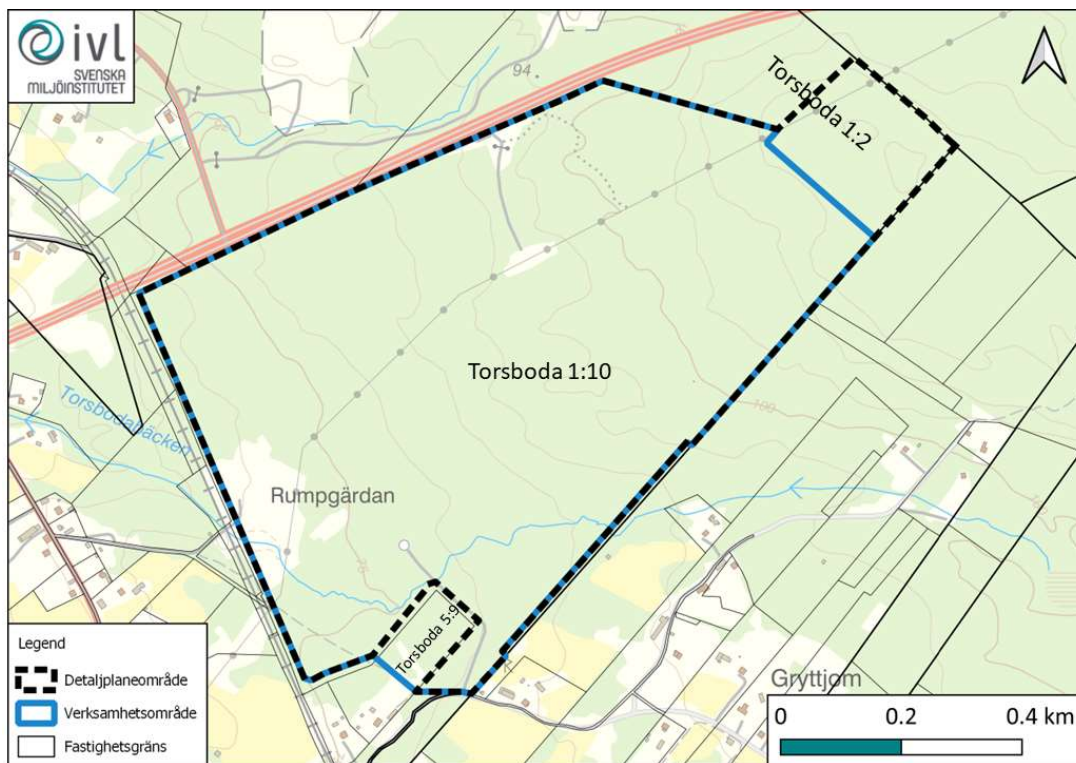 ivl
SVENSKA
MILJÖINSTITUTET
94
Torsboda 1:2
Torsboda 1:10
100
Torsbodabäcken
Rumpgärdan
Torsboda 5:9
Gryttjom
Legend
Detaljplaneområde
Verksamhetsområde
Fastighetsgräns
0 0.2 0.4 km